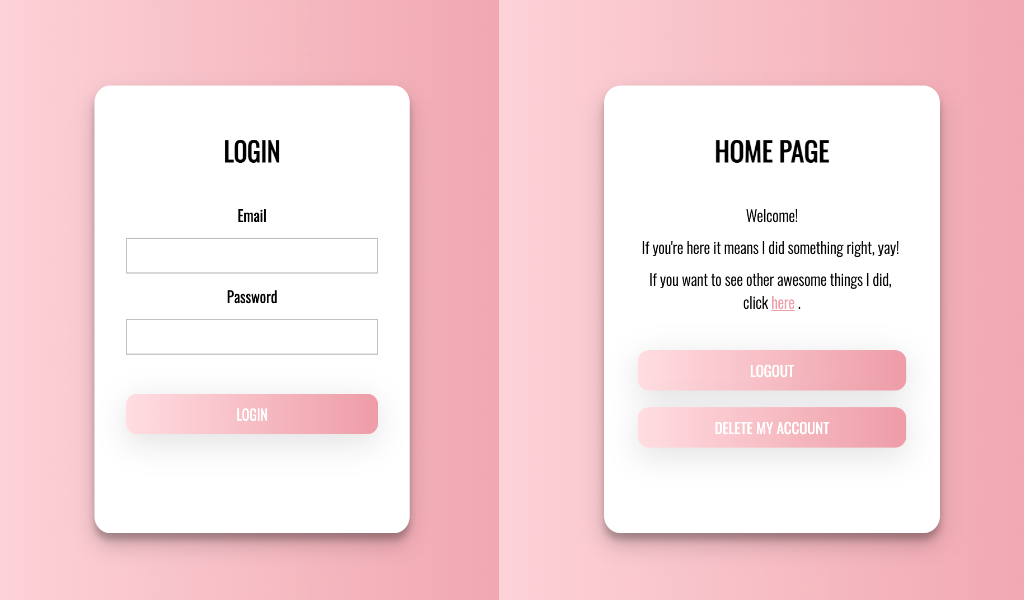 LOGIN
Email
Password
LOGIN
HOME PAGE
Welcome!
If you're here it means I did something right, yay!
If you want to see other awesome things I did,
click here .
LOGOUT
DELETE MY ACCOUNT